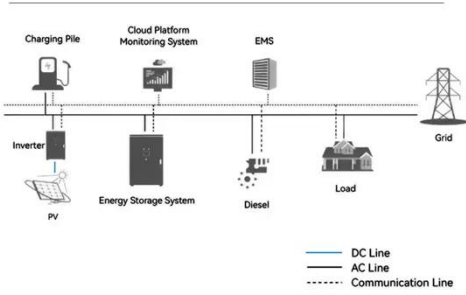 Charging Pile
Cloud Platform
Monitoring System
EMS
Inverter
PV
Energy Storage System
Diesel
Load
Grid
DC Line
AC Line
Communication Line